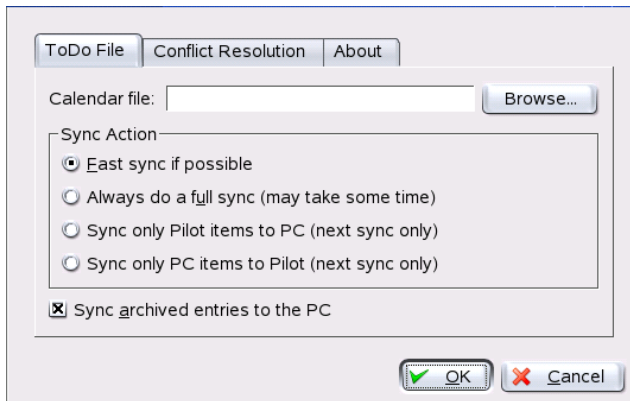 ToDo File Conflict Resolution About
Calendar file: Browse...
Sync Action
Fast sync if possible
Always do a full sync (may take some time)
Sync only Pilot items to PC (next sync only)
Sync only PC items to Pilot (next sync only)
Sync archived entries to the PC
OK Cancel